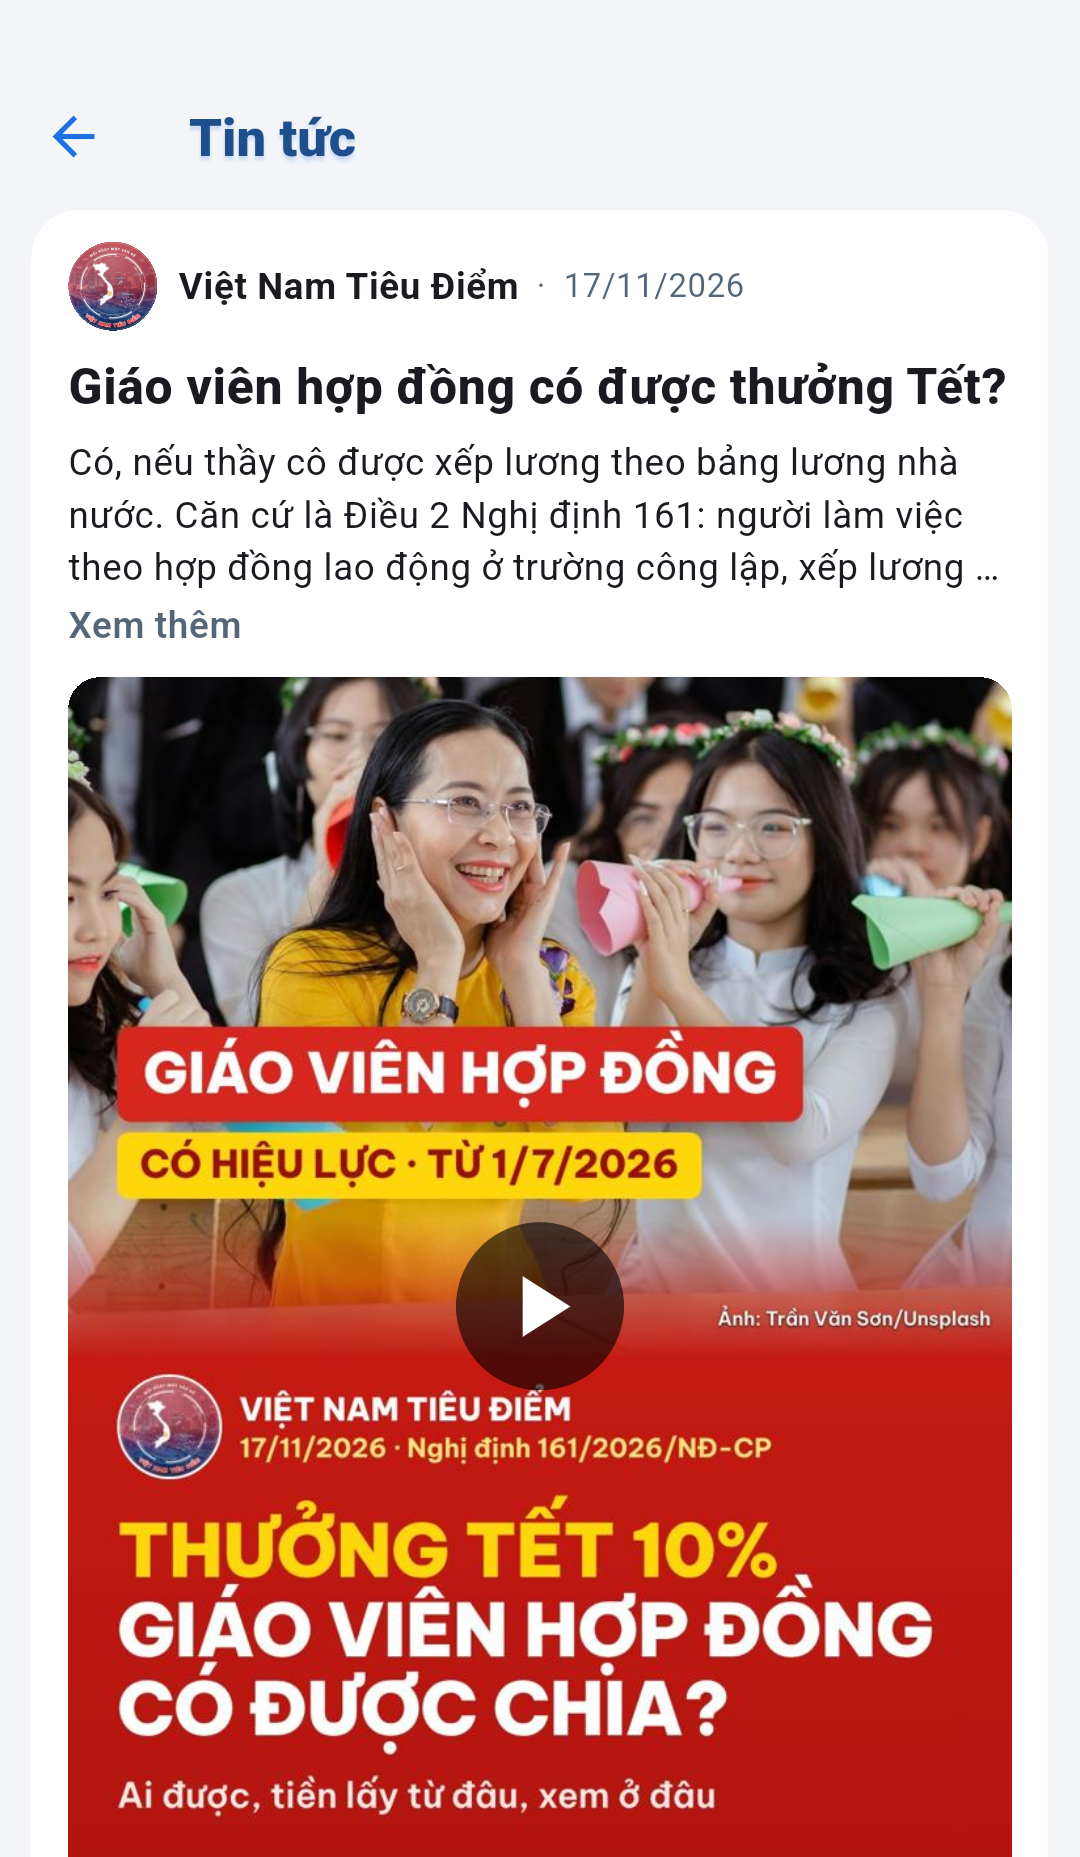 Tin tức
Việt Nam Tiêu Điểm · 17/11/2026
Giáo viên hợp đồng có được thưởng Tết?
Có, nếu thầy cô được xếp lương theo bảng lương nhà
nước. Căn cứ là Điều 2 Nghị định 161: người làm việc
theo hợp đồng lao động ở trường công lập, xếp lương ...
Xem thêm
GIÁO VIÊN HỢP ĐỒNG
CÓ HIỆU LỰC · TỪ 1/7/2026
Ảnh: Trần Văn Sơn/Unsplash
VIỆT NAM TIÊU ĐIỂM
17/11/2026 · Nghị định 161/2026/NĐ-CP
THƯỞNG TẾT 10%
GIÁO VIÊN HỢP ĐỒNG
CÓ ĐƯỢC CHIA?
Ai được, tiền lấy từ đâu, xem ở đâu